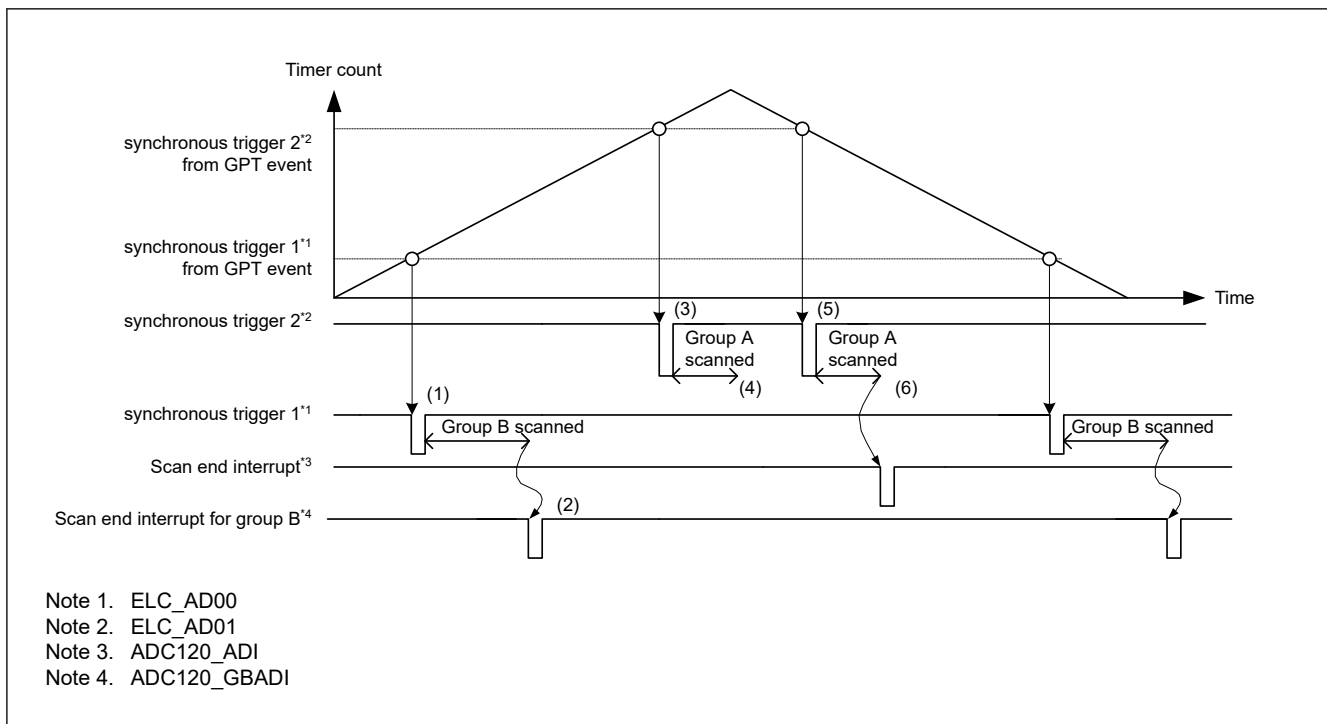 Timer count
synchronous trigger 2*2
from GPT event
synchronous trigger 1*1
from GPT event
Time
synchronous trigger 2*2
(3)
(5)
Group A
scanned
Group A
scanned
(4)
(6)
(1)
synchronous trigger 1*1
Group B scanned
Group B scanned
Scan end interrupt*3
(2)
Scan end interrupt for group B*4
Note 1. ELC_AD00
Note 2. ELC_AD01
Note 3. ADC120_ADI
Note 4. ADC120_GBADI